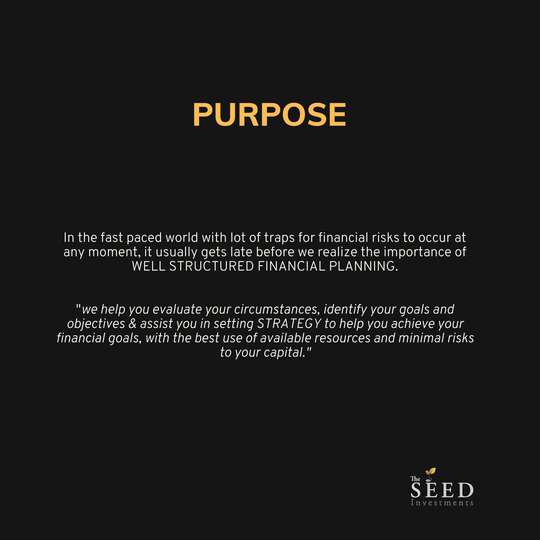 PURPOSE
In the fast paced world with lot of traps for financial risks to occur at
any moment, it usually gets late before we realize the importance of
WELL STRUCTURED FINANCIAL PLANNING.
"we help you evaluate your circumstances, identify your goals and
objectives & assist you in setting STRATEGY to help you achieve your
financial goals, with the best use of available resources and minimal risks
to your capital."
The
SEED
Investments